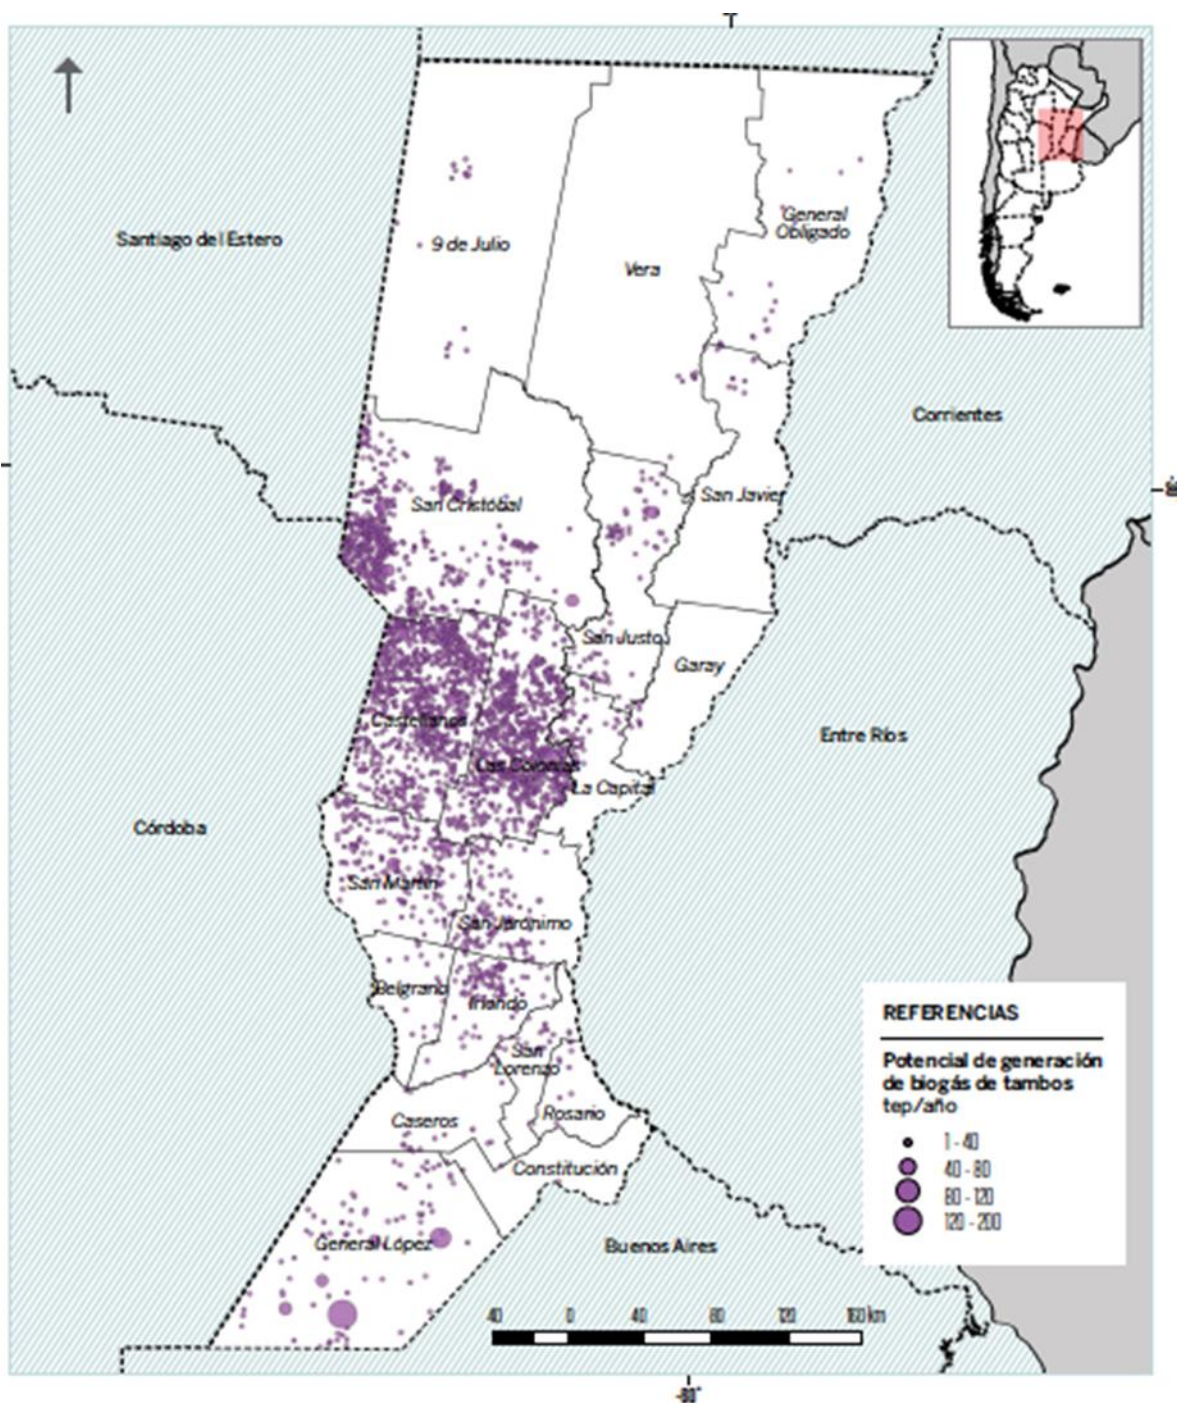 Santiago del Estero
9 de Julio
Vera
General
Obligado
Corrientes
San Cristóbal
San Javier
San Justo
Garay
Castellanos
Entre Ríos
Las Colonias
La Capital
Córdoba
San Martín
San Jerónimo
Belgrano
Iriondo
San
Lorenzo
Caseros
Rosario
Constitución
General López
Buenos Aires
REFERENCIAS
Potencial de generación
de biogás de tambos
tep/año
1 - 40
40 - 80
80 - 120
120 - 200
40 0 40 80 120 160 km
-60°